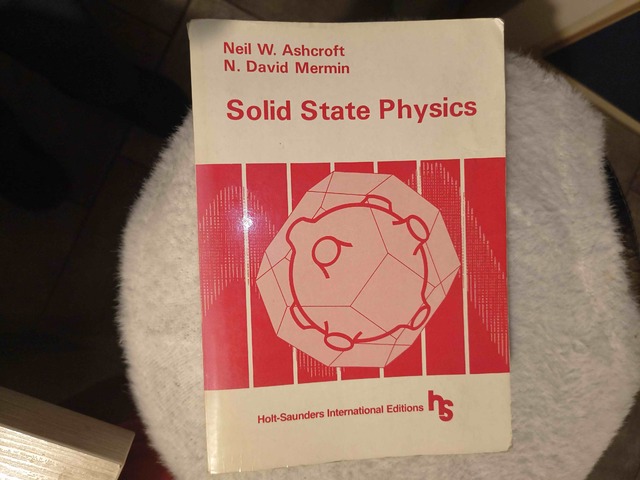 Neil W. Ashcroft
N. David Mermin
Solid State Physics
Holt-Saunders International Editions hs